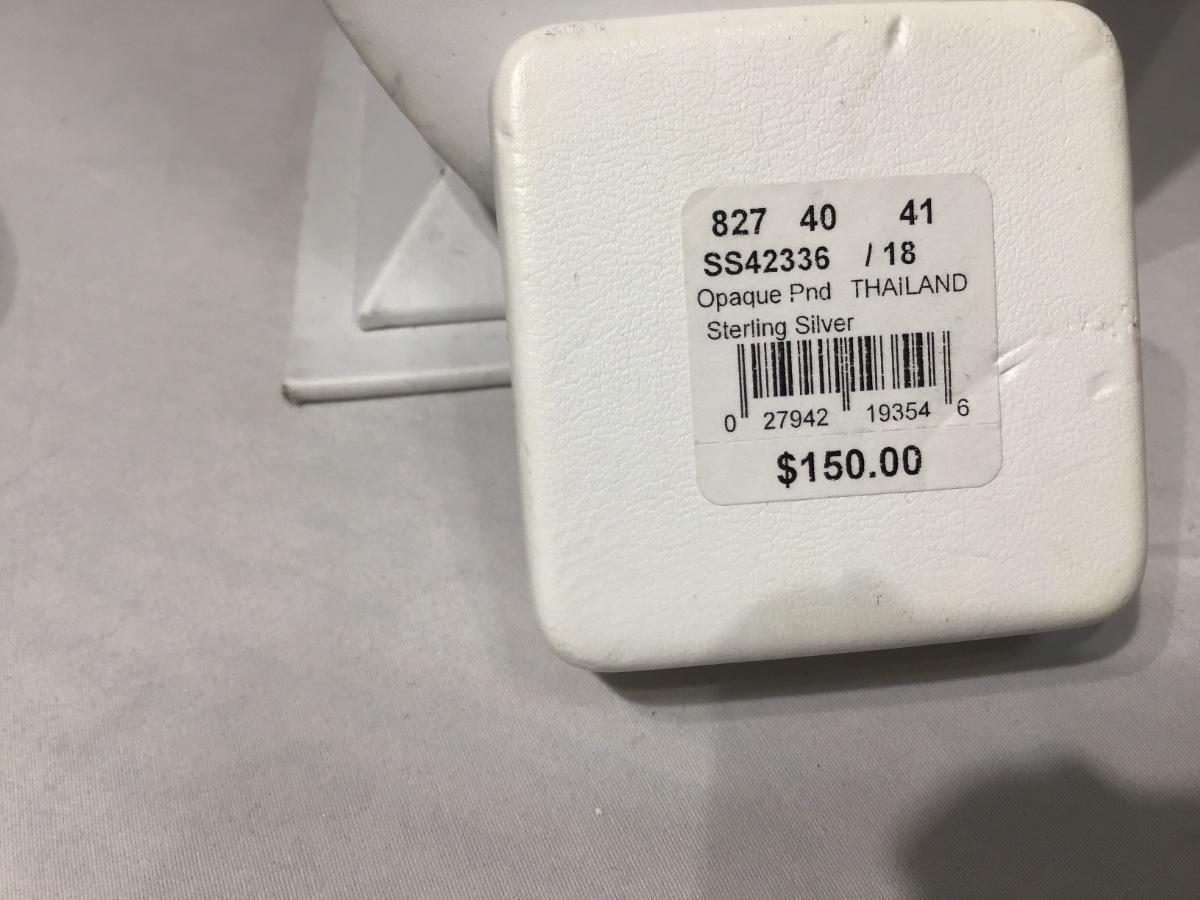 827 40 41
SS42336 / 18
Opaque Pnd THAiLAND
Sterling Silver
0 27942 19354 6
$150.00